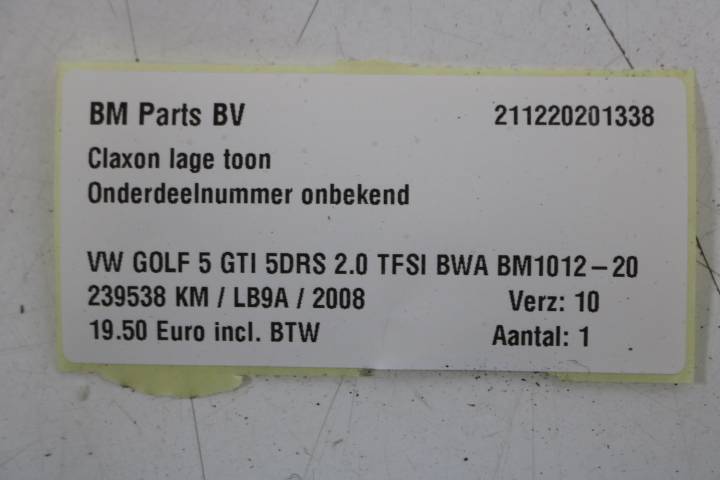 BM Parts BV 211220201338
Claxon lage toon
Onderdeelnummer onbekend
VW GOLF 5 GTI 5DRS 2.0 TFSI BWA BM1012-20
239538 KM / LB9A / 2008 Verz: 10
19.50 Euro incl. BTW Aantal: 1